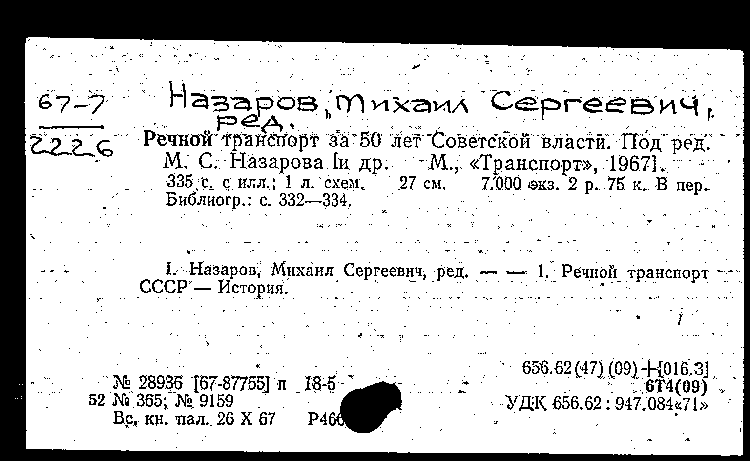 67-7
2226
Назаров, Михаил Сергеевич,
ред.
Речной транспорт за 50 лет Советской власти. Под ред.
М. С. Назарова [и др. М., «Транспорт», 1967].
335 с. с илл.; 1 л. схем. 27 см. 7.000 экз. 2 р. 75 к. В пер.
Библиогр.: с. 332—334.
I. Назаров, Михаил Сергеевич, ред. — — 1. Речной транспорт
СССР — История.
656.62(47)(09)+[016.3]
№ 28936 [67-87755] п 18-5
6Т4(09)
52 № 365; № 9159
УДК 656.62 : 947.084«71»
Вс. кн. пал. 26 X 67